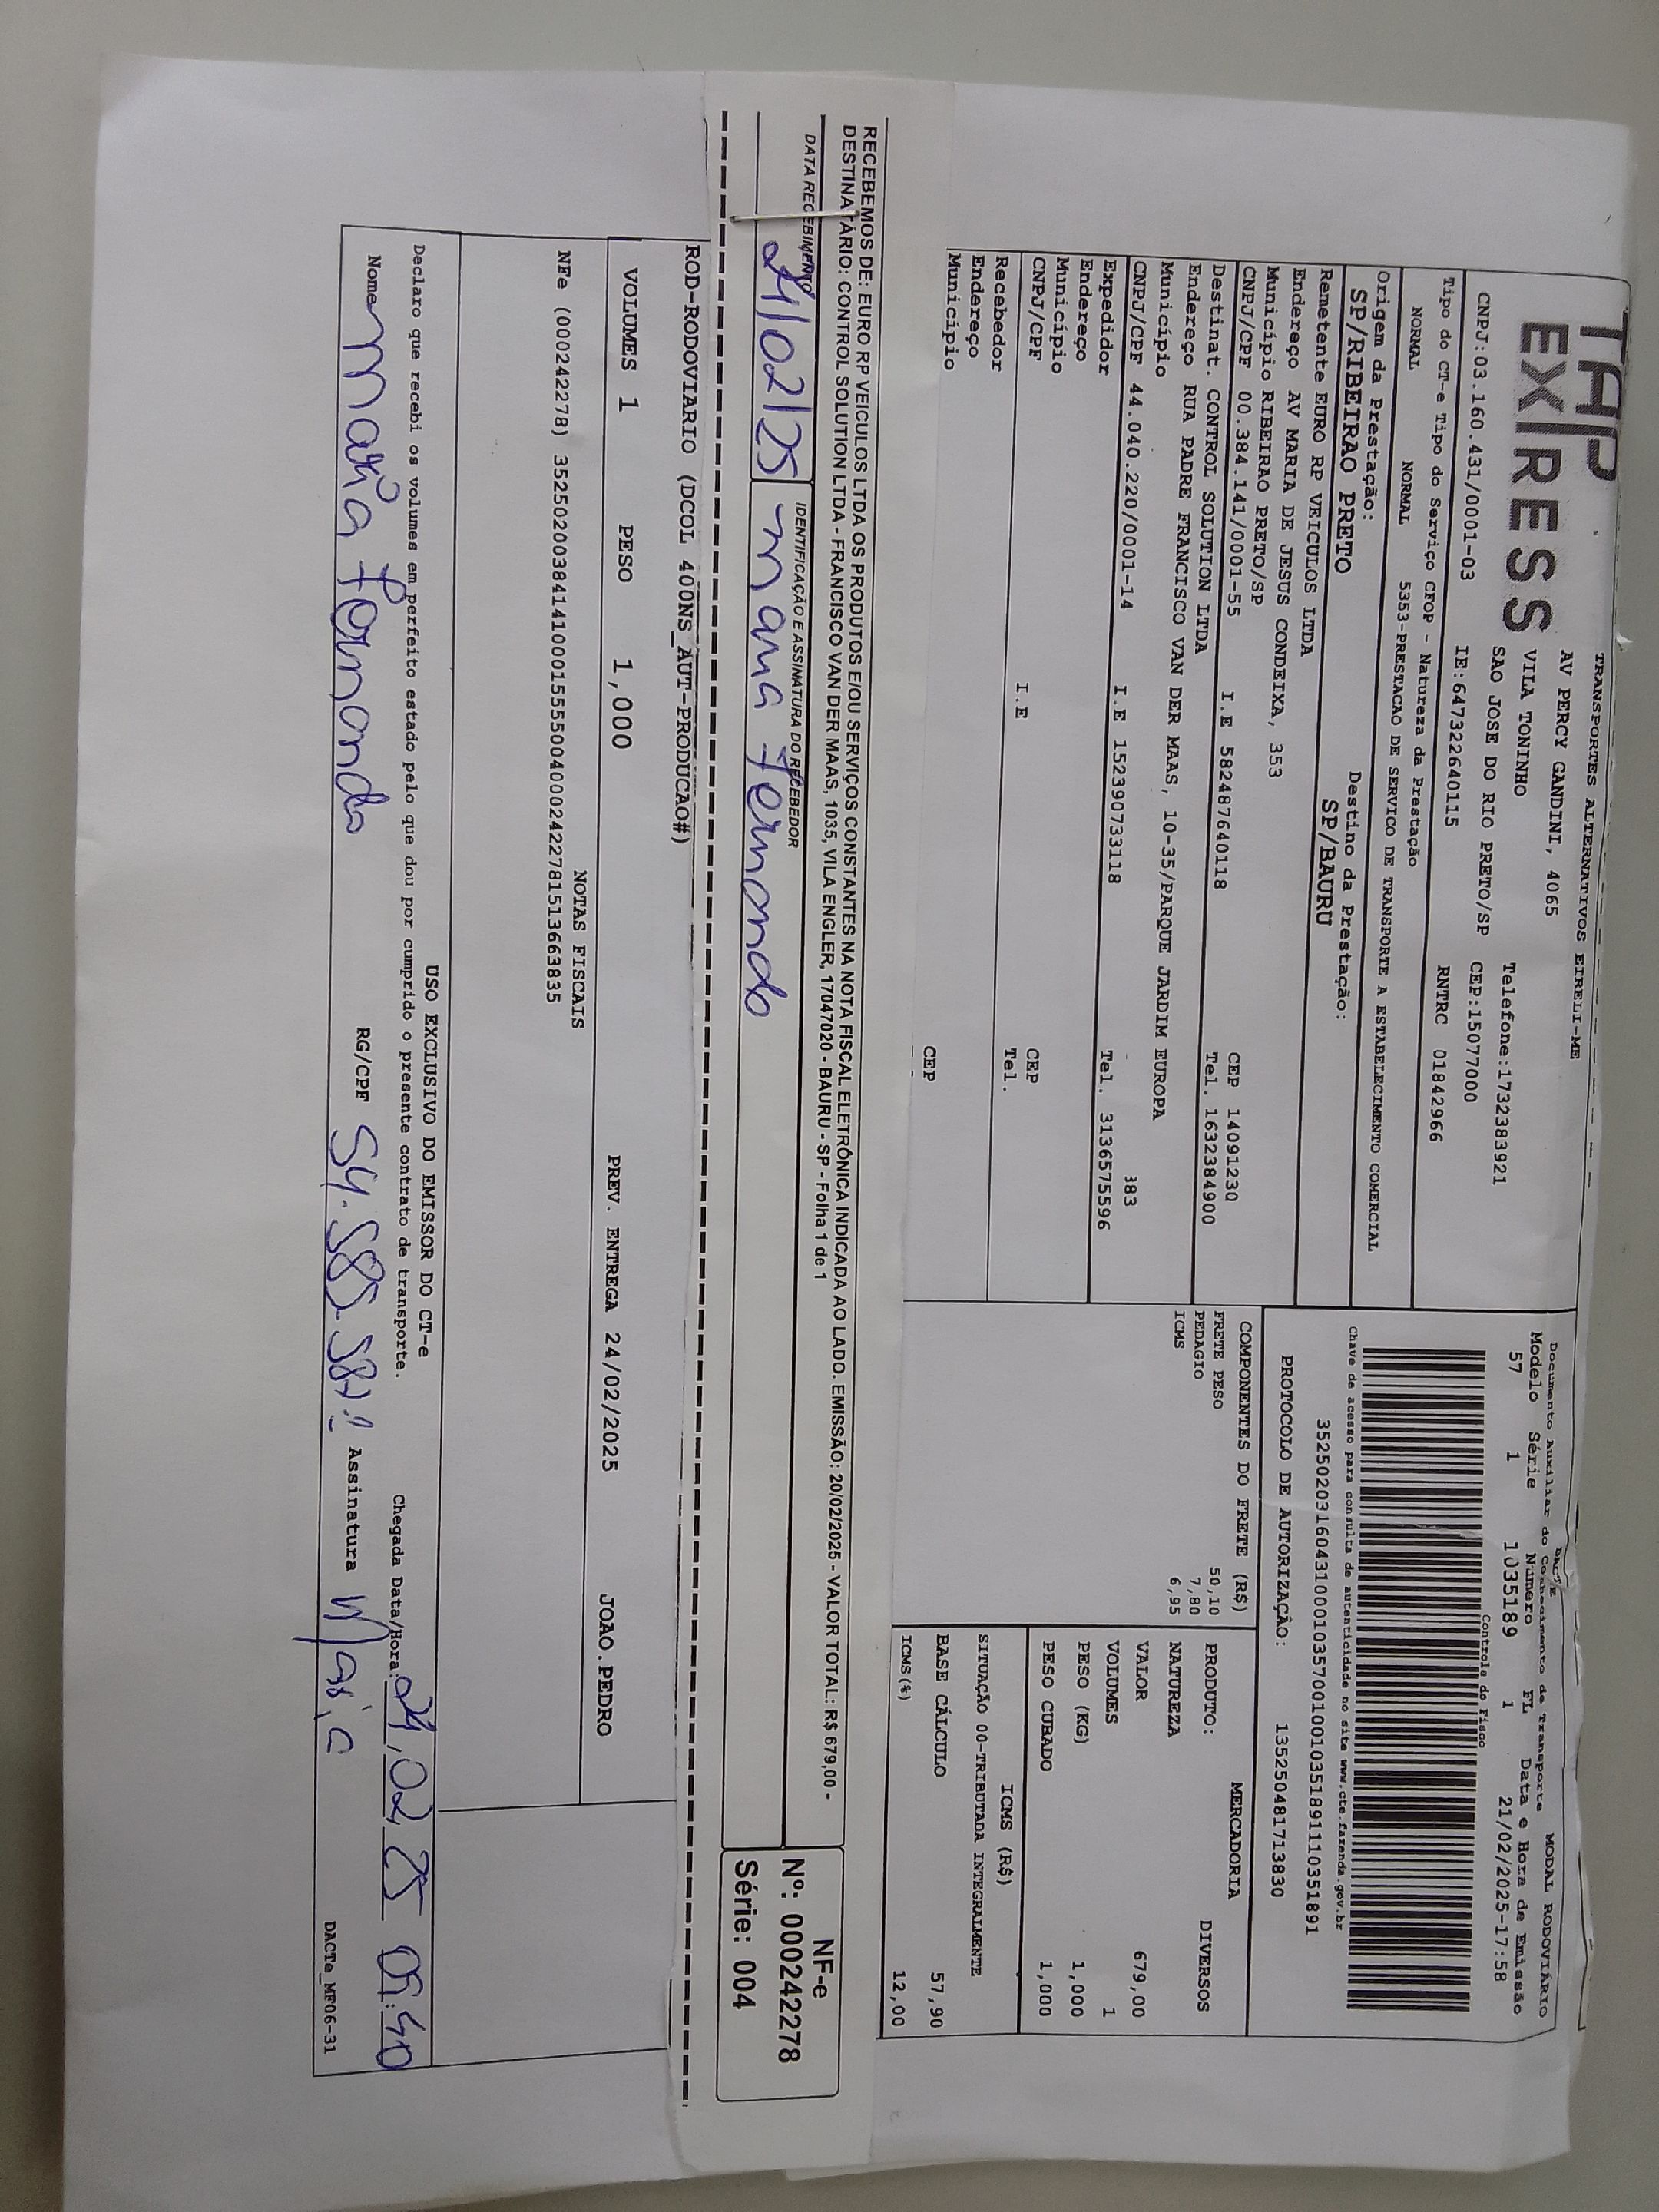 TAP
EXPRESS
TRANSPORTES ALTERNATIVOS EIRELI-ME
AV PERCY GANDINI, 4065
VILA TONINHO
SAO JOSE DO RIO PRETO/SP
Telefone:1732383921
CEP:15077000
CNPJ:03.160.431/0001-03
IE:647322640115
RNTRC 01842966
Tipo do CT-e Tipo do Serviço CFOP - Natureza da Prestação
NORMAL NORMAL 5353-PRESTACAO DE SERVICO DE TRANSPORTE A ESTABELECIMENTO COMERCIAL
Origem da Prestação: Destino da Prestação:
SP/RIBEIRAO PRETO SP/BAURU
Remetente EURO RP VEICULOS LTDA
Endereço AV MARIA DE JESUS CONDEIXA, 353
Município RIBEIRAO PRETO/SP CEP 14091230
CNPJ/CPF 00.384.141/0001-55 I.E 582487640118 Tel. 1632384900
Destinat. CONTROL SOLUTION LTDA
Endereço RUA PADRE FRANCISCO VAN DER MAAS, 10-35/PARQUE JARDIM EUROPA
Município 383
CNPJ/CPF 44.040.220/0001-14 I.E 152390733118 Tel. 3136575596
Expedidor
Endereço
Município CEP
CNPJ/CPF I.E Tel.
Recebedor
Endereço
Município CEP
DACTE
Documento Auxiliar do Conhecimento de Transporte
MODAL RODOVIÁRIO
Modelo Série Número FL Data e Hora de Emissão
57 1 1035189 1 21/02/2025-17:58
Controle do Fisco
Chave de acesso para consulta de autenticidade no site www.cte.fazenda.gov.br
35250203160431000103570010010351891110351891
PROTOCOLO DE AUTORIZAÇÃO: 135250481713830
COMPONENTES DO FRETE (R$)
FRETE PESO 50,10
PEDAGIO 7,80
ICMS 6,95
MERCADORIA
PRODUTO: DIVERSOS
NATUREZA
VALOR 679,00
VOLUMES 1
PESO (KG) 1,000
PESO CUBADO 1,000
ICMS (R$)
SITUAÇÃO 00-TRIBUTADA INTEGRALMENTE
BASE CÁLCULO 57,90
ICMS(%) 12,00
RECEBEMOS DE: EURO RP VEICULOS LTDA OS PRODUTOS E/OU SERVIÇOS CONSTANTES NA NOTA FISCAL ELETRÔNICA INDICADA AO LADO. EMISSÃO: 20/02/2025 - VALOR TOTAL: R$ 679,00 -
DESTINATÁRIO: CONTROL SOLUTION LTDA - FRANCISCO VAN DER MAAS, 1035, VILA ENGLER, 17047020 - BAURU - SP - Folha 1 de 1
DATA RECEBIMENTO IDENTIFICAÇÃO E ASSINATURA DO RECEBEDOR
24/02/25 Maria Fernanda
NF-e
Nº: 000242278
Série: 004
ROD-RODOVIARIO (DCOL 400NS_AUT-PRODUCAO#)
VOLUMES 1 PESO 1,000 PREV. ENTREGA 24/02/2025 JOAO.PEDRO
NOTAS FISCAIS
NFe (000242278) 35250200384141000155550040002422781513663835
USO EXCLUSIVO DO EMISSOR DO CT-e
Declaro que recebi os volumes em perfeito estado pelo que dou por cumprido o presente contrato de transporte.
Chegada Data/Hora: 24,02,25 09:40
Nome Maria Fernanda RG/CPF Assinatura Maria
DACTe_MF06-31